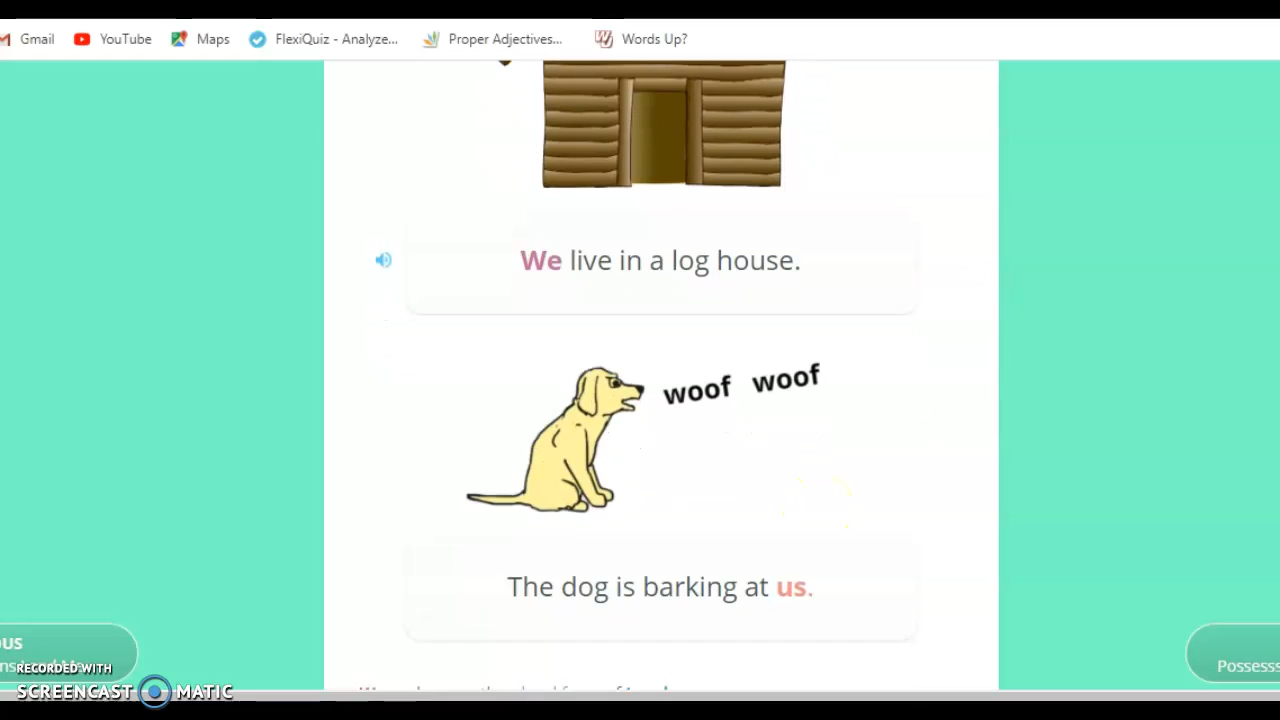 Gmail YouTube Maps FlexiQuiz - Analyze... Proper Adjectives... Words Up?
We live in a log house.
woof woof
The dog is barking at us.
Possess
RECORDED WITH
SCREENCAST MATIC